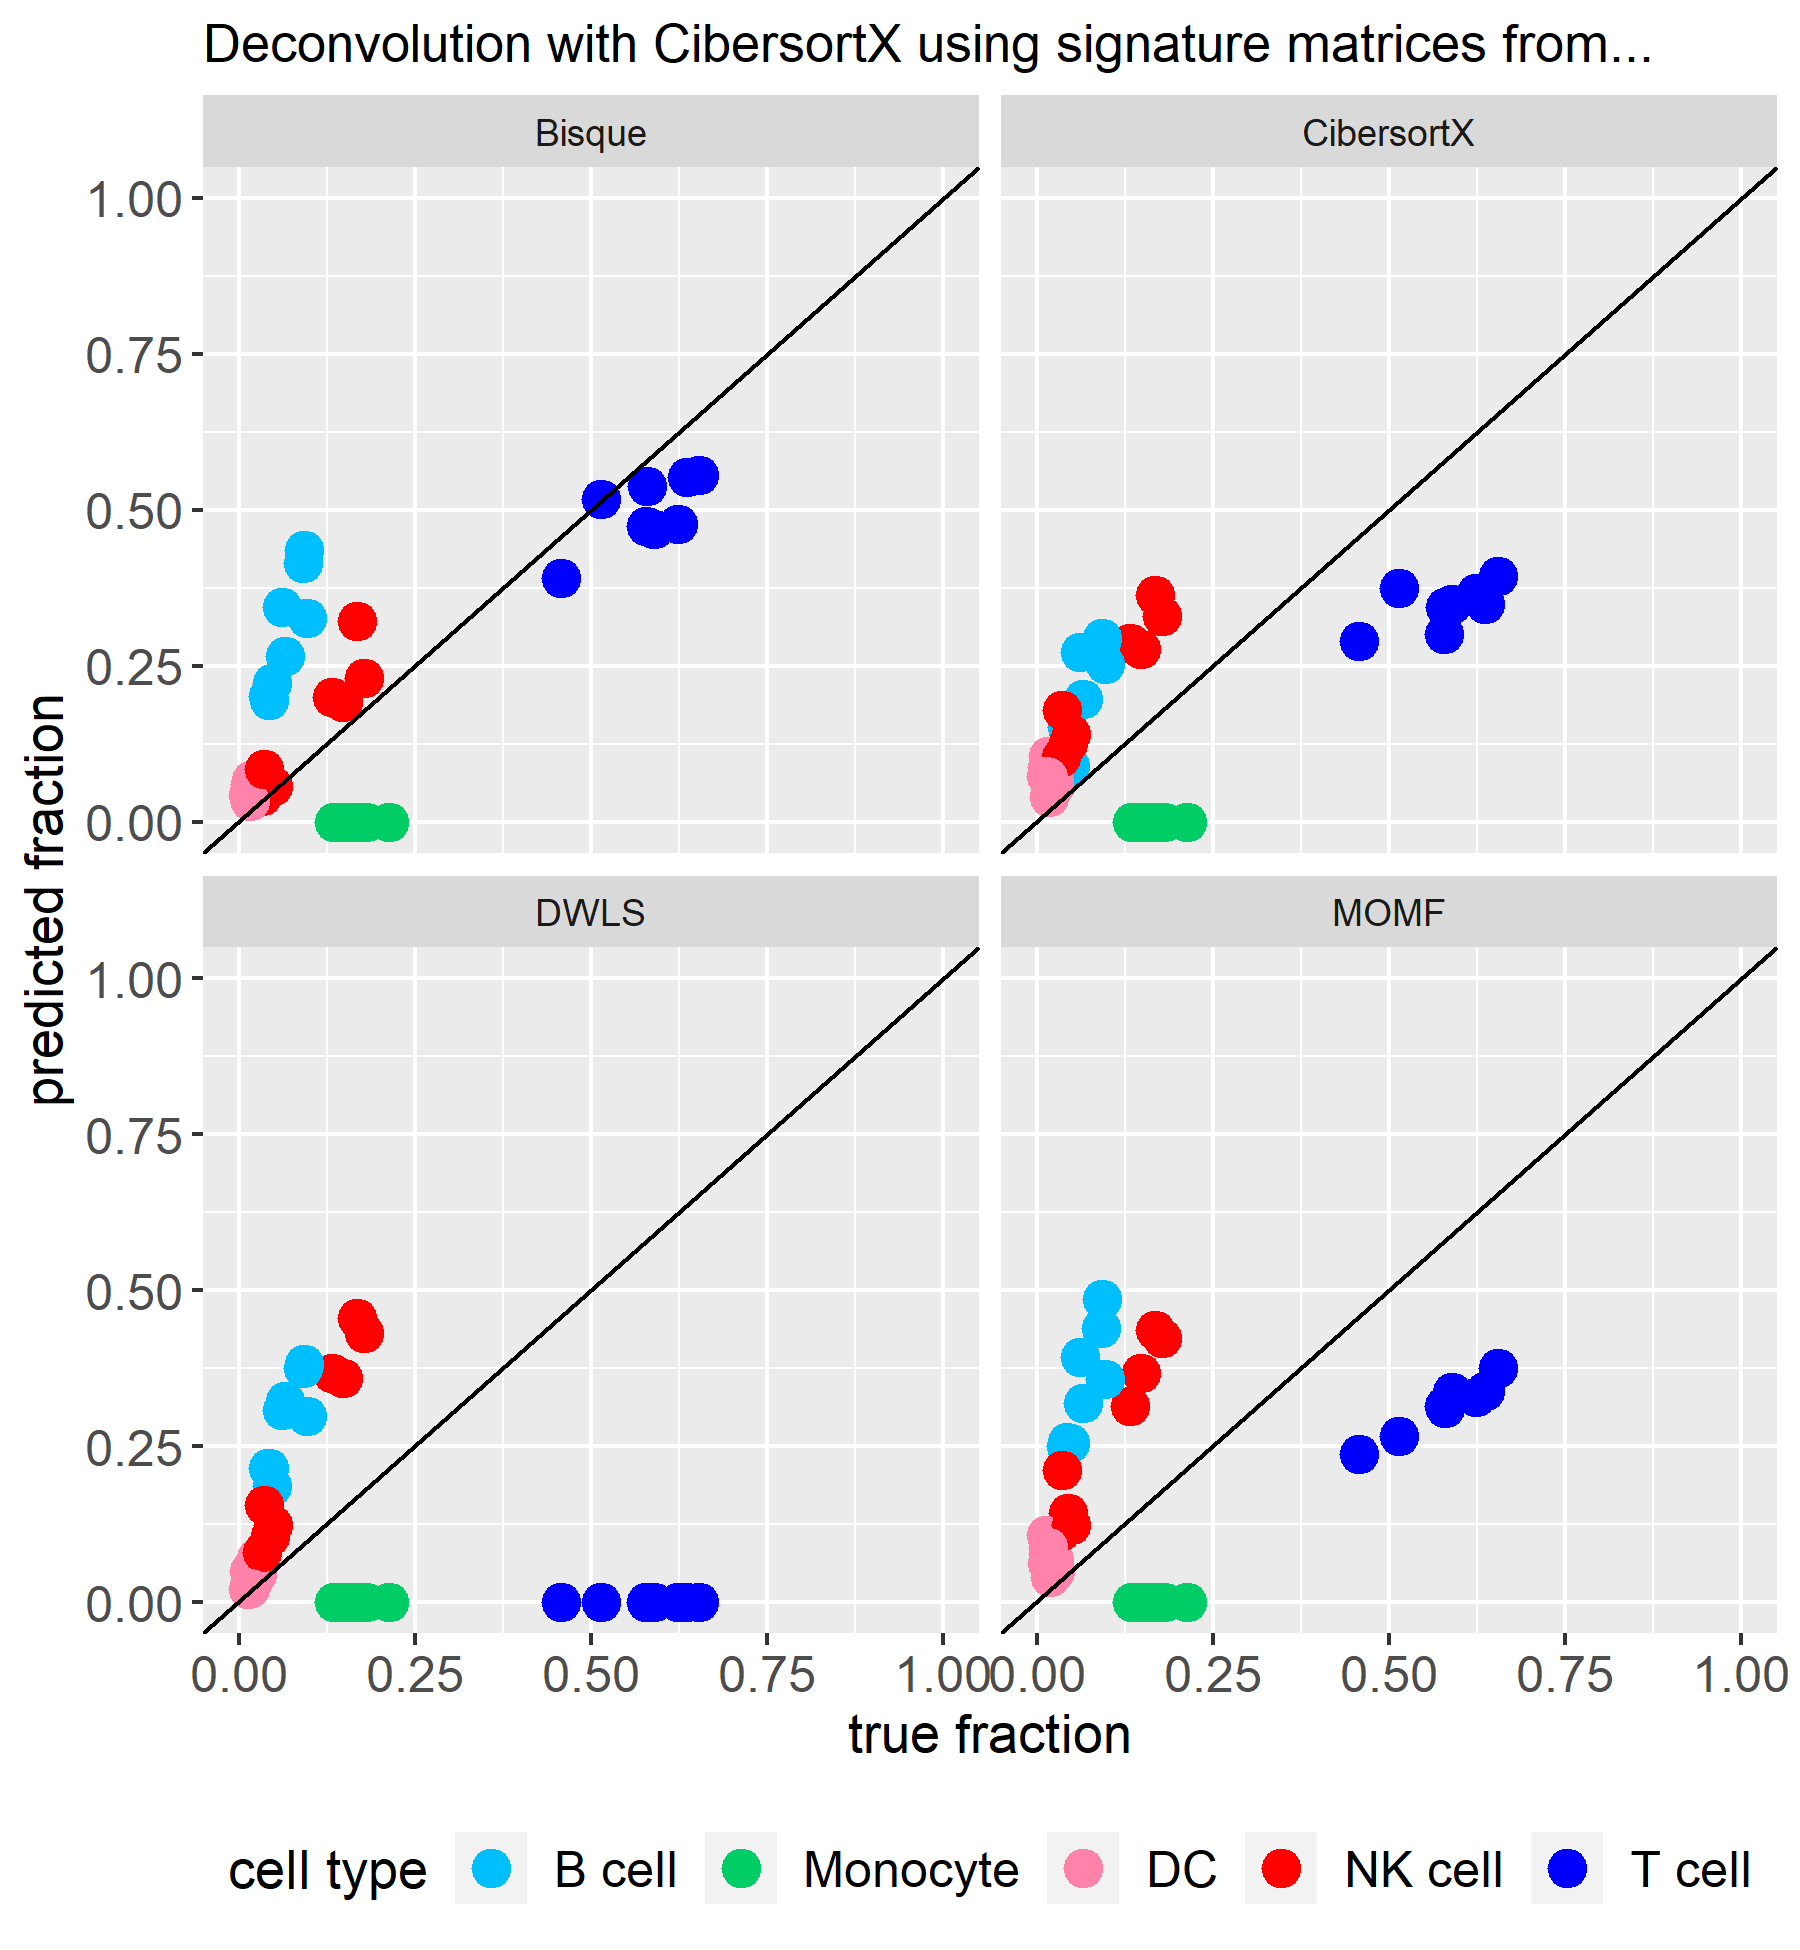 Deconvolution with CibersortX using signature matrices from...
Bisque
CibersortX
1.00
0.75
0.50
0.25
0.00
DWLS
MOMF
1.00
0.75
0.50
0.25
0.00
predicted fraction
0.00 0.25 0.50 0.75 1.00
0.00 0.25 0.50 0.75 1.00
true fraction
cell type B cell Monocyte DC NK cell T cell